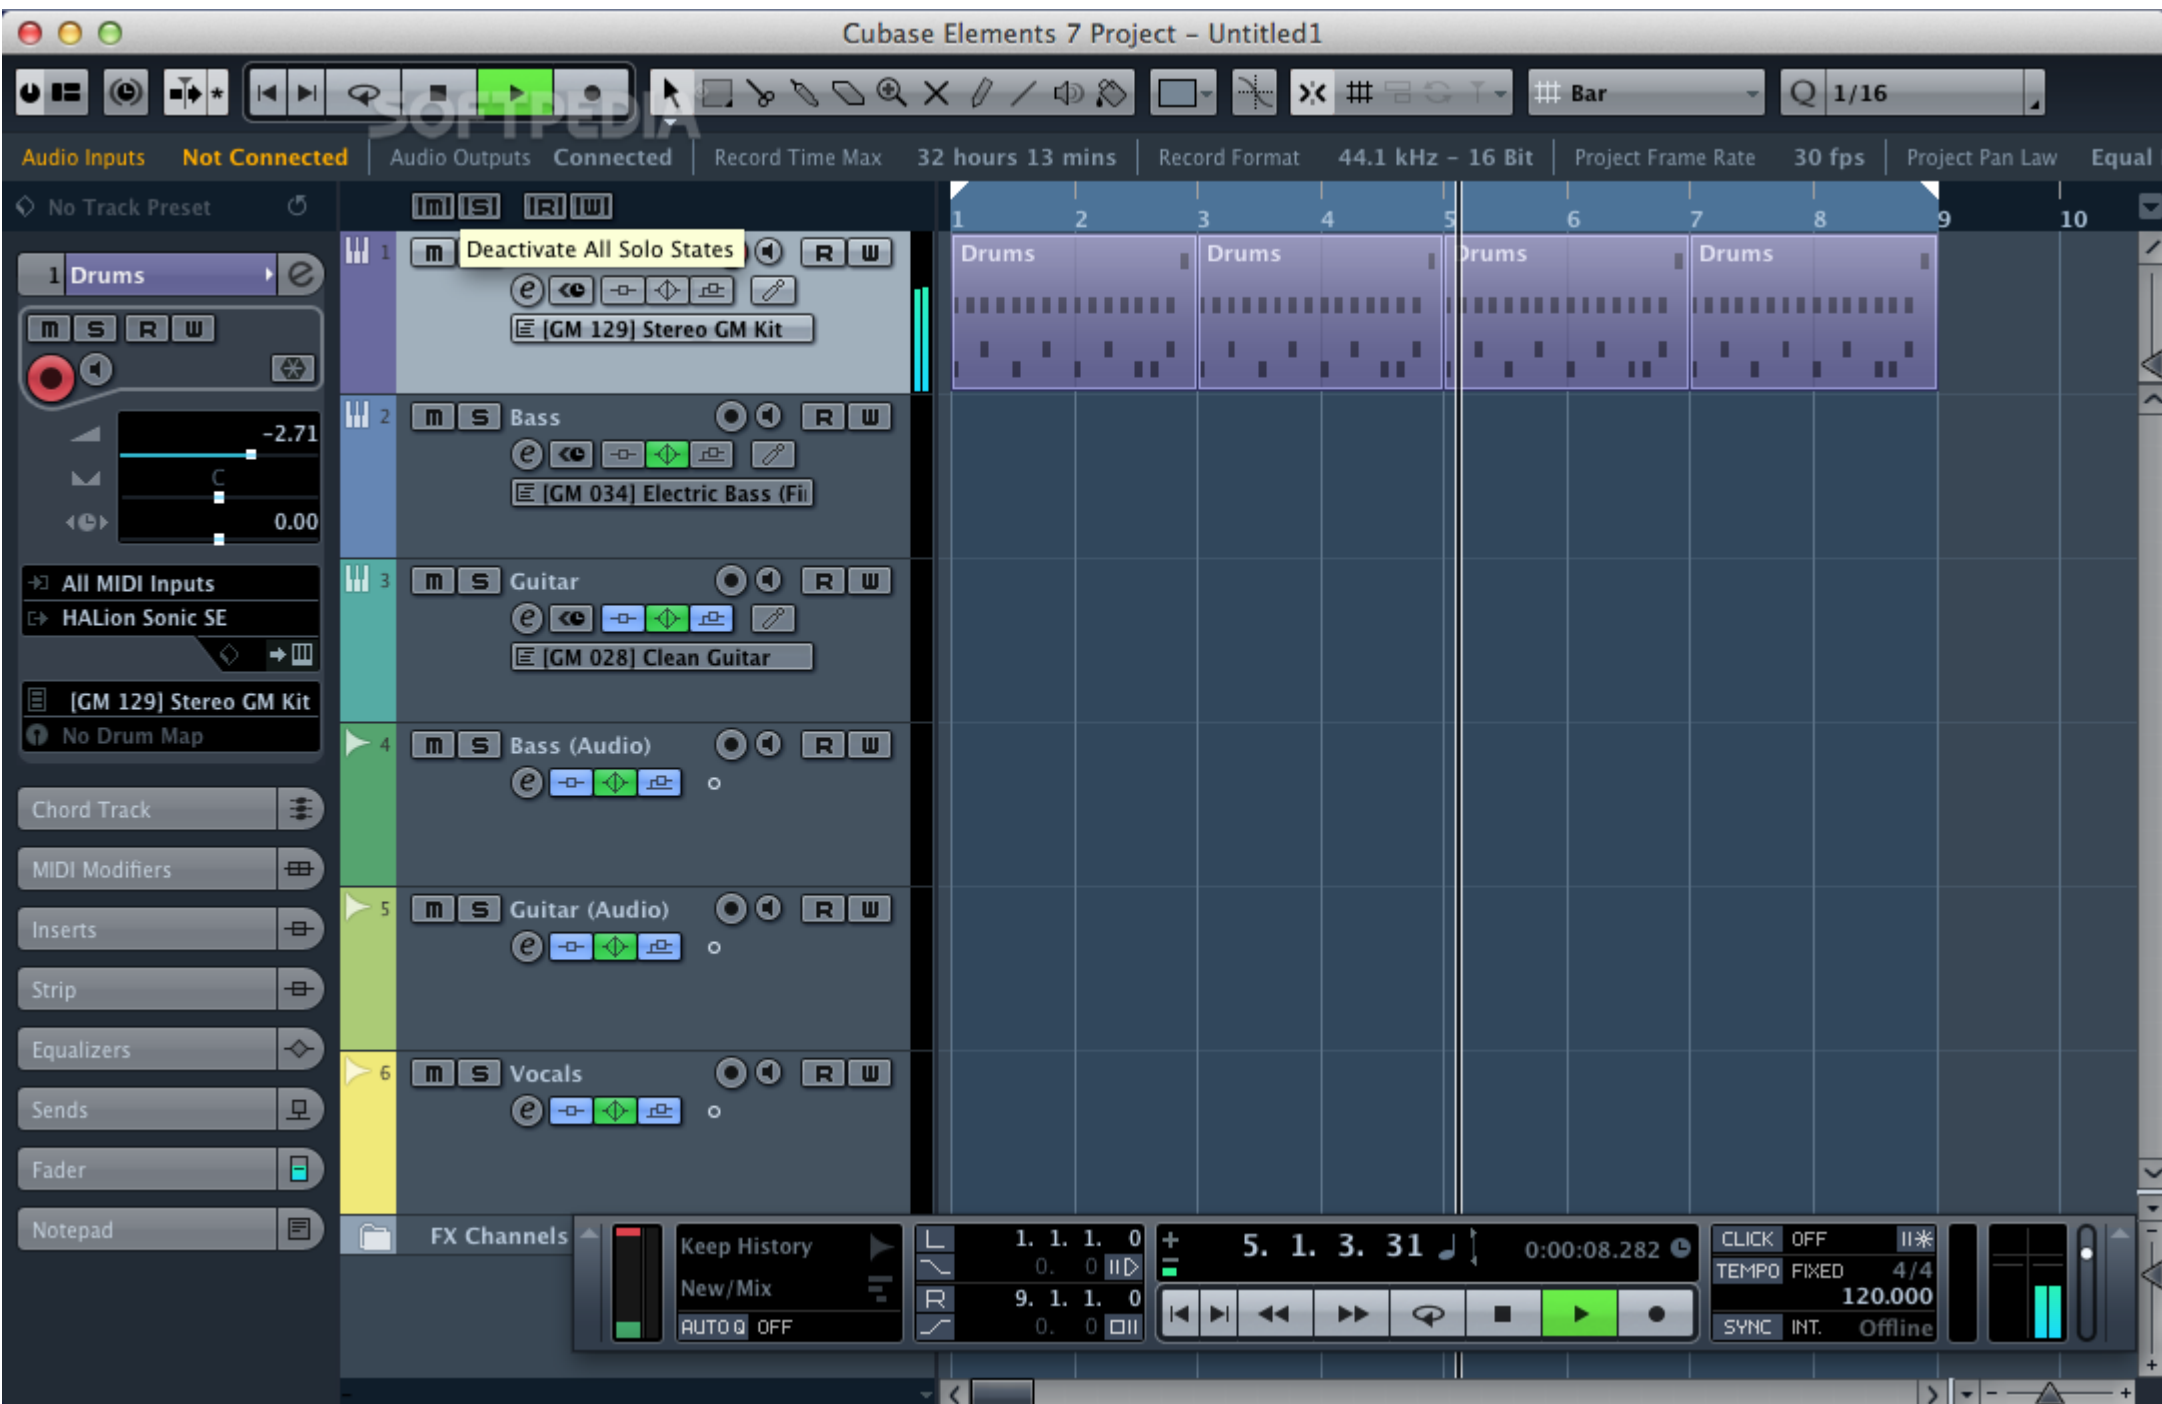 Cubase Elements 7 Project – Untitled1
SOFTPEDIA
Bar
Q 1/16
Audio Inputs Not Connected Audio Outputs Connected Record Time Max 32 hours 13 mins Record Format 44.1 kHz – 16 Bit Project Frame Rate 30 fps Project Pan Law Equal
No Track Preset
m S R W
1 2 3 4 5 6 7 8 9 10
1 m Deactivate All Solo States R W
Drums Drums Drums Drums
1 Drums e
e
[GM 129] Stereo GM Kit
m S R W
2 m S Bass R W
-2.71
e
C
[GM 034] Electric Bass (Fi
0.00
3 m S Guitar R W
All MIDI Inputs
e
HALion Sonic SE
[GM 028] Clean Guitar
[GM 129] Stereo GM Kit
No Drum Map
4 m S Bass (Audio) R W
e
Chord Track
MIDI Modifiers
5 m S Guitar (Audio) R W
Inserts
e
Strip
Equalizers
6 m S Vocals R W
Sends
e
Fader
Notepad
FX Channels
Keep History
New/Mix
AUTO Q OFF
L 1. 1. 1. 0
0. 0
R 9. 1. 1. 0
0. 0
5. 1. 3. 31 0:00:08.282
CLICK OFF
TEMPO FIXED 4/4
120.000
SYNC INT. Offline